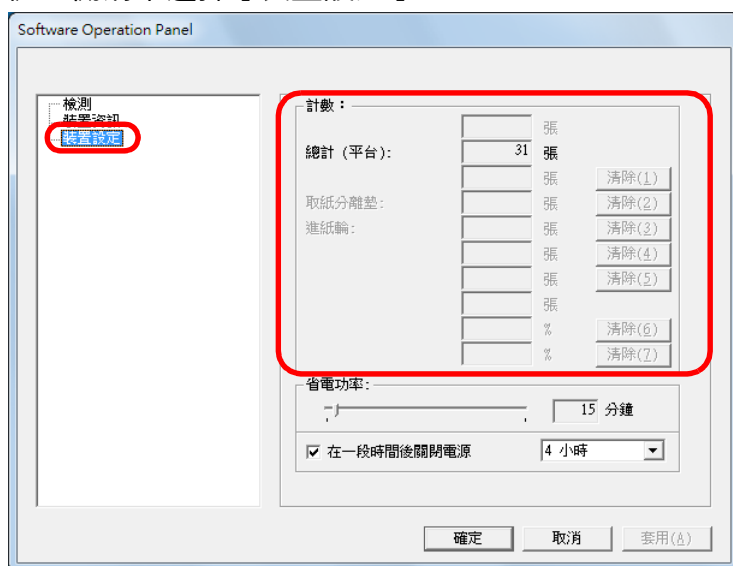 Software Operation Panel
檢測
裝置資訊
裝置設定
計數：
張
總計 (平台): 31 張
張 清除(1)
取紙分離墊: 張 清除(2)
進紙輪: 張 清除(3)
張 清除(4)
張 清除(5)
張
% 清除(6)
% 清除(7)
省電功率:
15 分鐘
在一段時間後關閉電源 4 小時
確定 取消 套用(A)